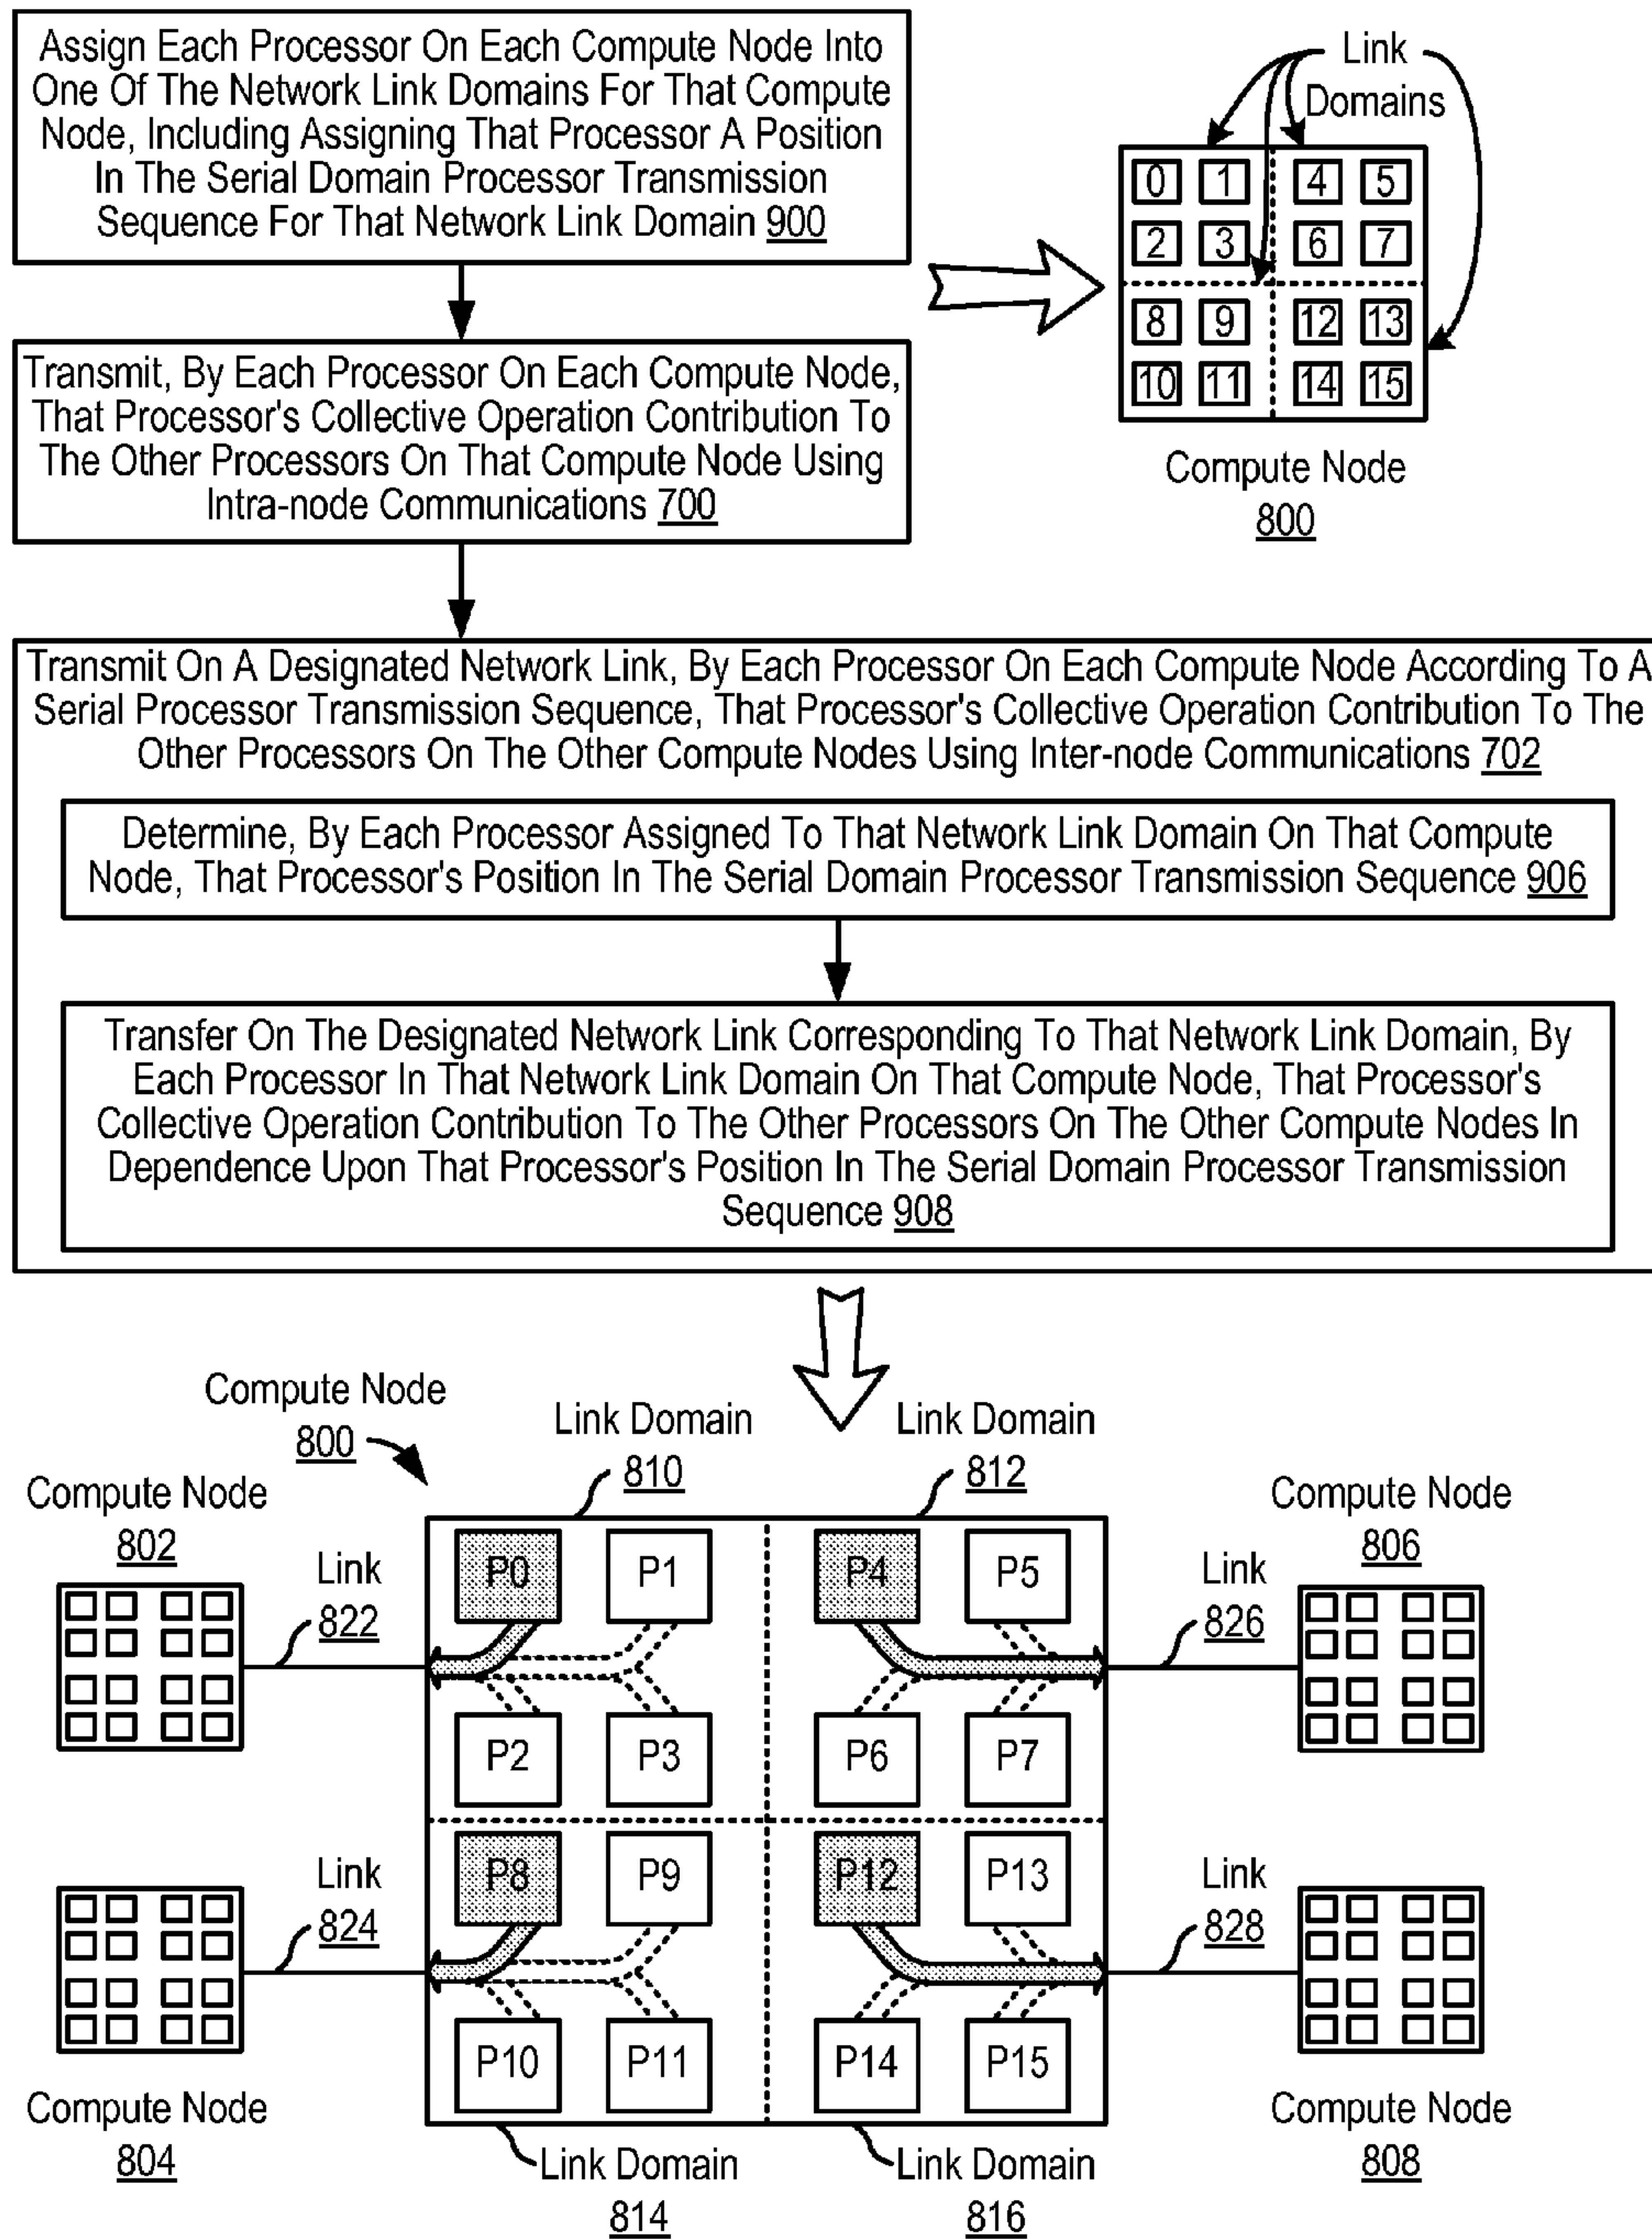 Assign Each Processor On Each Compute Node Into
One Of The Network Link Domains For That Compute
Node, Including Assigning That Processor A Position
In The Serial Domain Processor Transmission
Sequence For That Network Link Domain 900
Link
Domains
0 1 4 5
2 3 6 7
8 9 12 13
10 11 14 15
Compute Node
800
Transmit, By Each Processor On Each Compute Node,
That Processor's Collective Operation Contribution To
The Other Processors On That Compute Node Using
Intra-node Communications 700
Transmit On A Designated Network Link, By Each Processor On Each Compute Node According To A
Serial Processor Transmission Sequence, That Processor's Collective Operation Contribution To The
Other Processors On The Other Compute Nodes Using Inter-node Communications 702
Determine, By Each Processor Assigned To That Network Link Domain On That Compute
Node, That Processor's Position In The Serial Domain Processor Transmission Sequence 906
Transfer On The Designated Network Link Corresponding To That Network Link Domain, By
Each Processor In That Network Link Domain On That Compute Node, That Processor's
Collective Operation Contribution To The Other Processors On The Other Compute Nodes In
Dependence Upon That Processor's Position In The Serial Domain Processor Transmission
Sequence 908
Compute Node
800
Link Domain
810
Link Domain
812
Compute Node
802
Compute Node
806
Link
822
P0 P1 P4 P5
Link
826
P2 P3 P6 P7
Link
824
P8 P9 P12 P13
Link
828
P10 P11 P14 P15
Compute Node
804
Link Domain
814
Link Domain
816
Compute Node
808